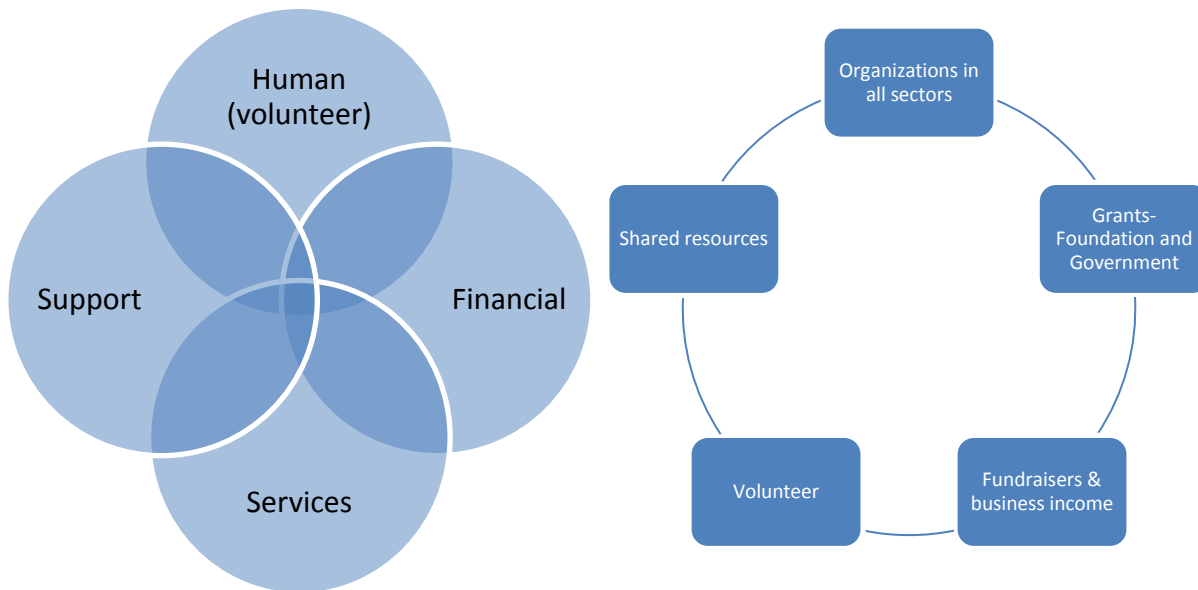 Human
(volunteer)
Support
Financial
Services
Organizations in
all sectors
Grants-
Foundation and
Government
Fundraisers &
business income
Volunteer
Shared resources